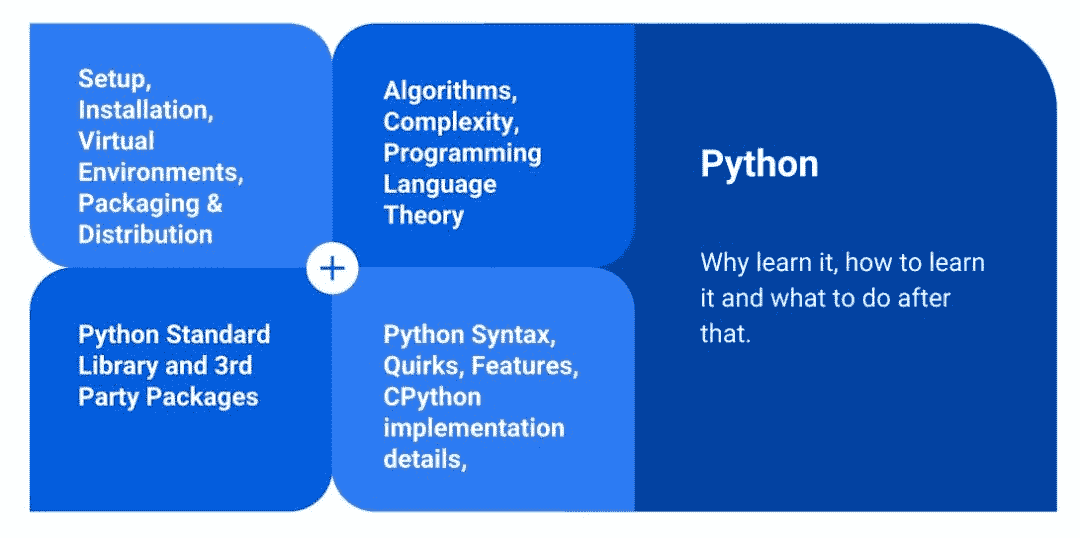 Setup,
Installation,
Virtual
Environments,
Packaging &
Distribution
Algorithms,
Complexity,
Programming
Language
Theory
Python Standard
Library and 3rd
Party Packages
Python Syntax,
Quirks, Features,
CPython
implementation
details,
Python
Why learn it, how to learn
it and what to do after
that.